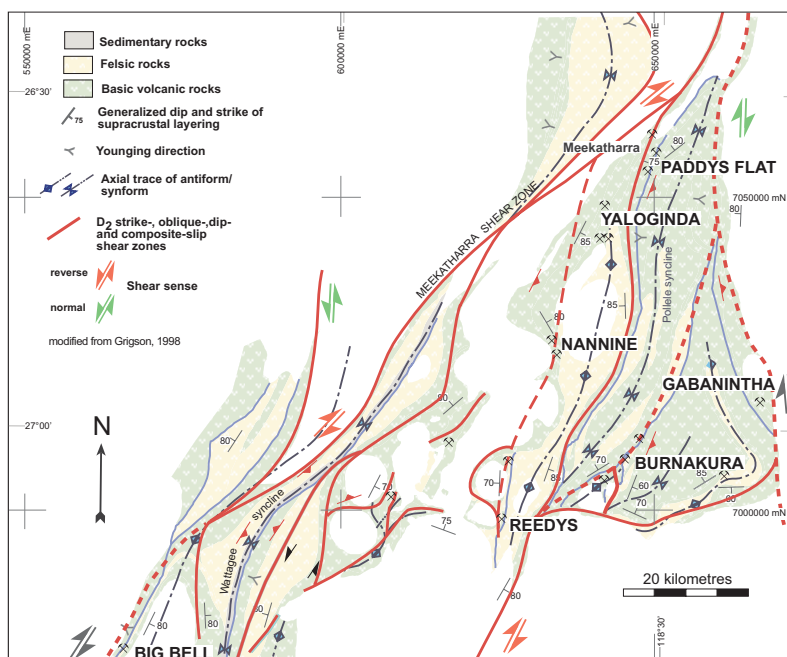 550000 mE
600000 mE
650000 mE
Sedimentary rocks
Felsic rocks
26°30'
Basic volcanic rocks
75
Generalized dip and strike of
supracrustal layering
Younging direction
Axial trace of antiform/
synform
D2 strike-, oblique-,dip-
and composite-slip
shear zones
reverse
Shear sense
normal
modified from Grigson, 1998
Meekatharra
80
75
PADDYS FLAT
7050000 mN
80
YALOGINDA
85
MEEKATHARRA SHEAR ZONE
Pollele syncline
85
80
NANNINE
GABANINTHA
80
N
27°00'
80
BURNAKURA
70
85
60
70
80
70
70
75
REEDYS
7000000 mN
Wattagee
syncline
80
20 kilometres
80
80
60
118°30'
BIG BELL